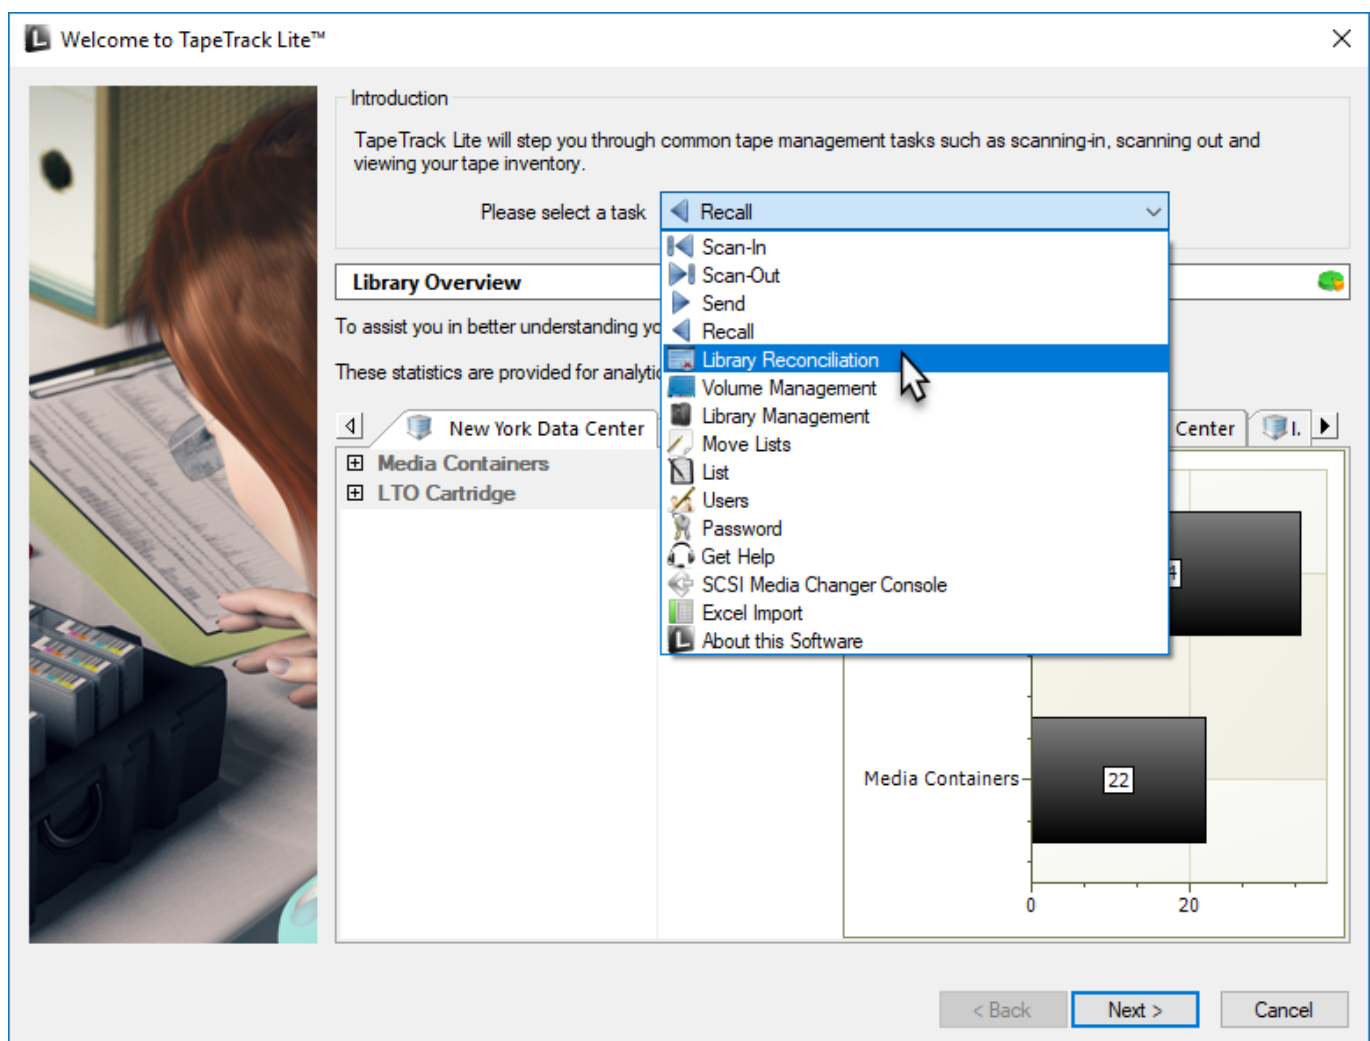 Welcome to TapeTrack Lite™
Introduction
TapeTrack Lite will step you through common tape management tasks such as scanning-in, scanning out and
viewing your tape inventory.
Please select a task
Recall
Scan-In
Scan-Out
Send
Recall
Library Reconciliation
Volume Management
Library Management
Move Lists
List
Users
Password
Get Help
SCSI Media Changer Console
Excel Import
About this Software
Library Overview
To assist you in better understanding
These statistics are provided for
New York Data Center
Center
I.
Media Containers
LTO Cartridge
4
Media Containers
22
0
20
< Back
Next >
Cancel